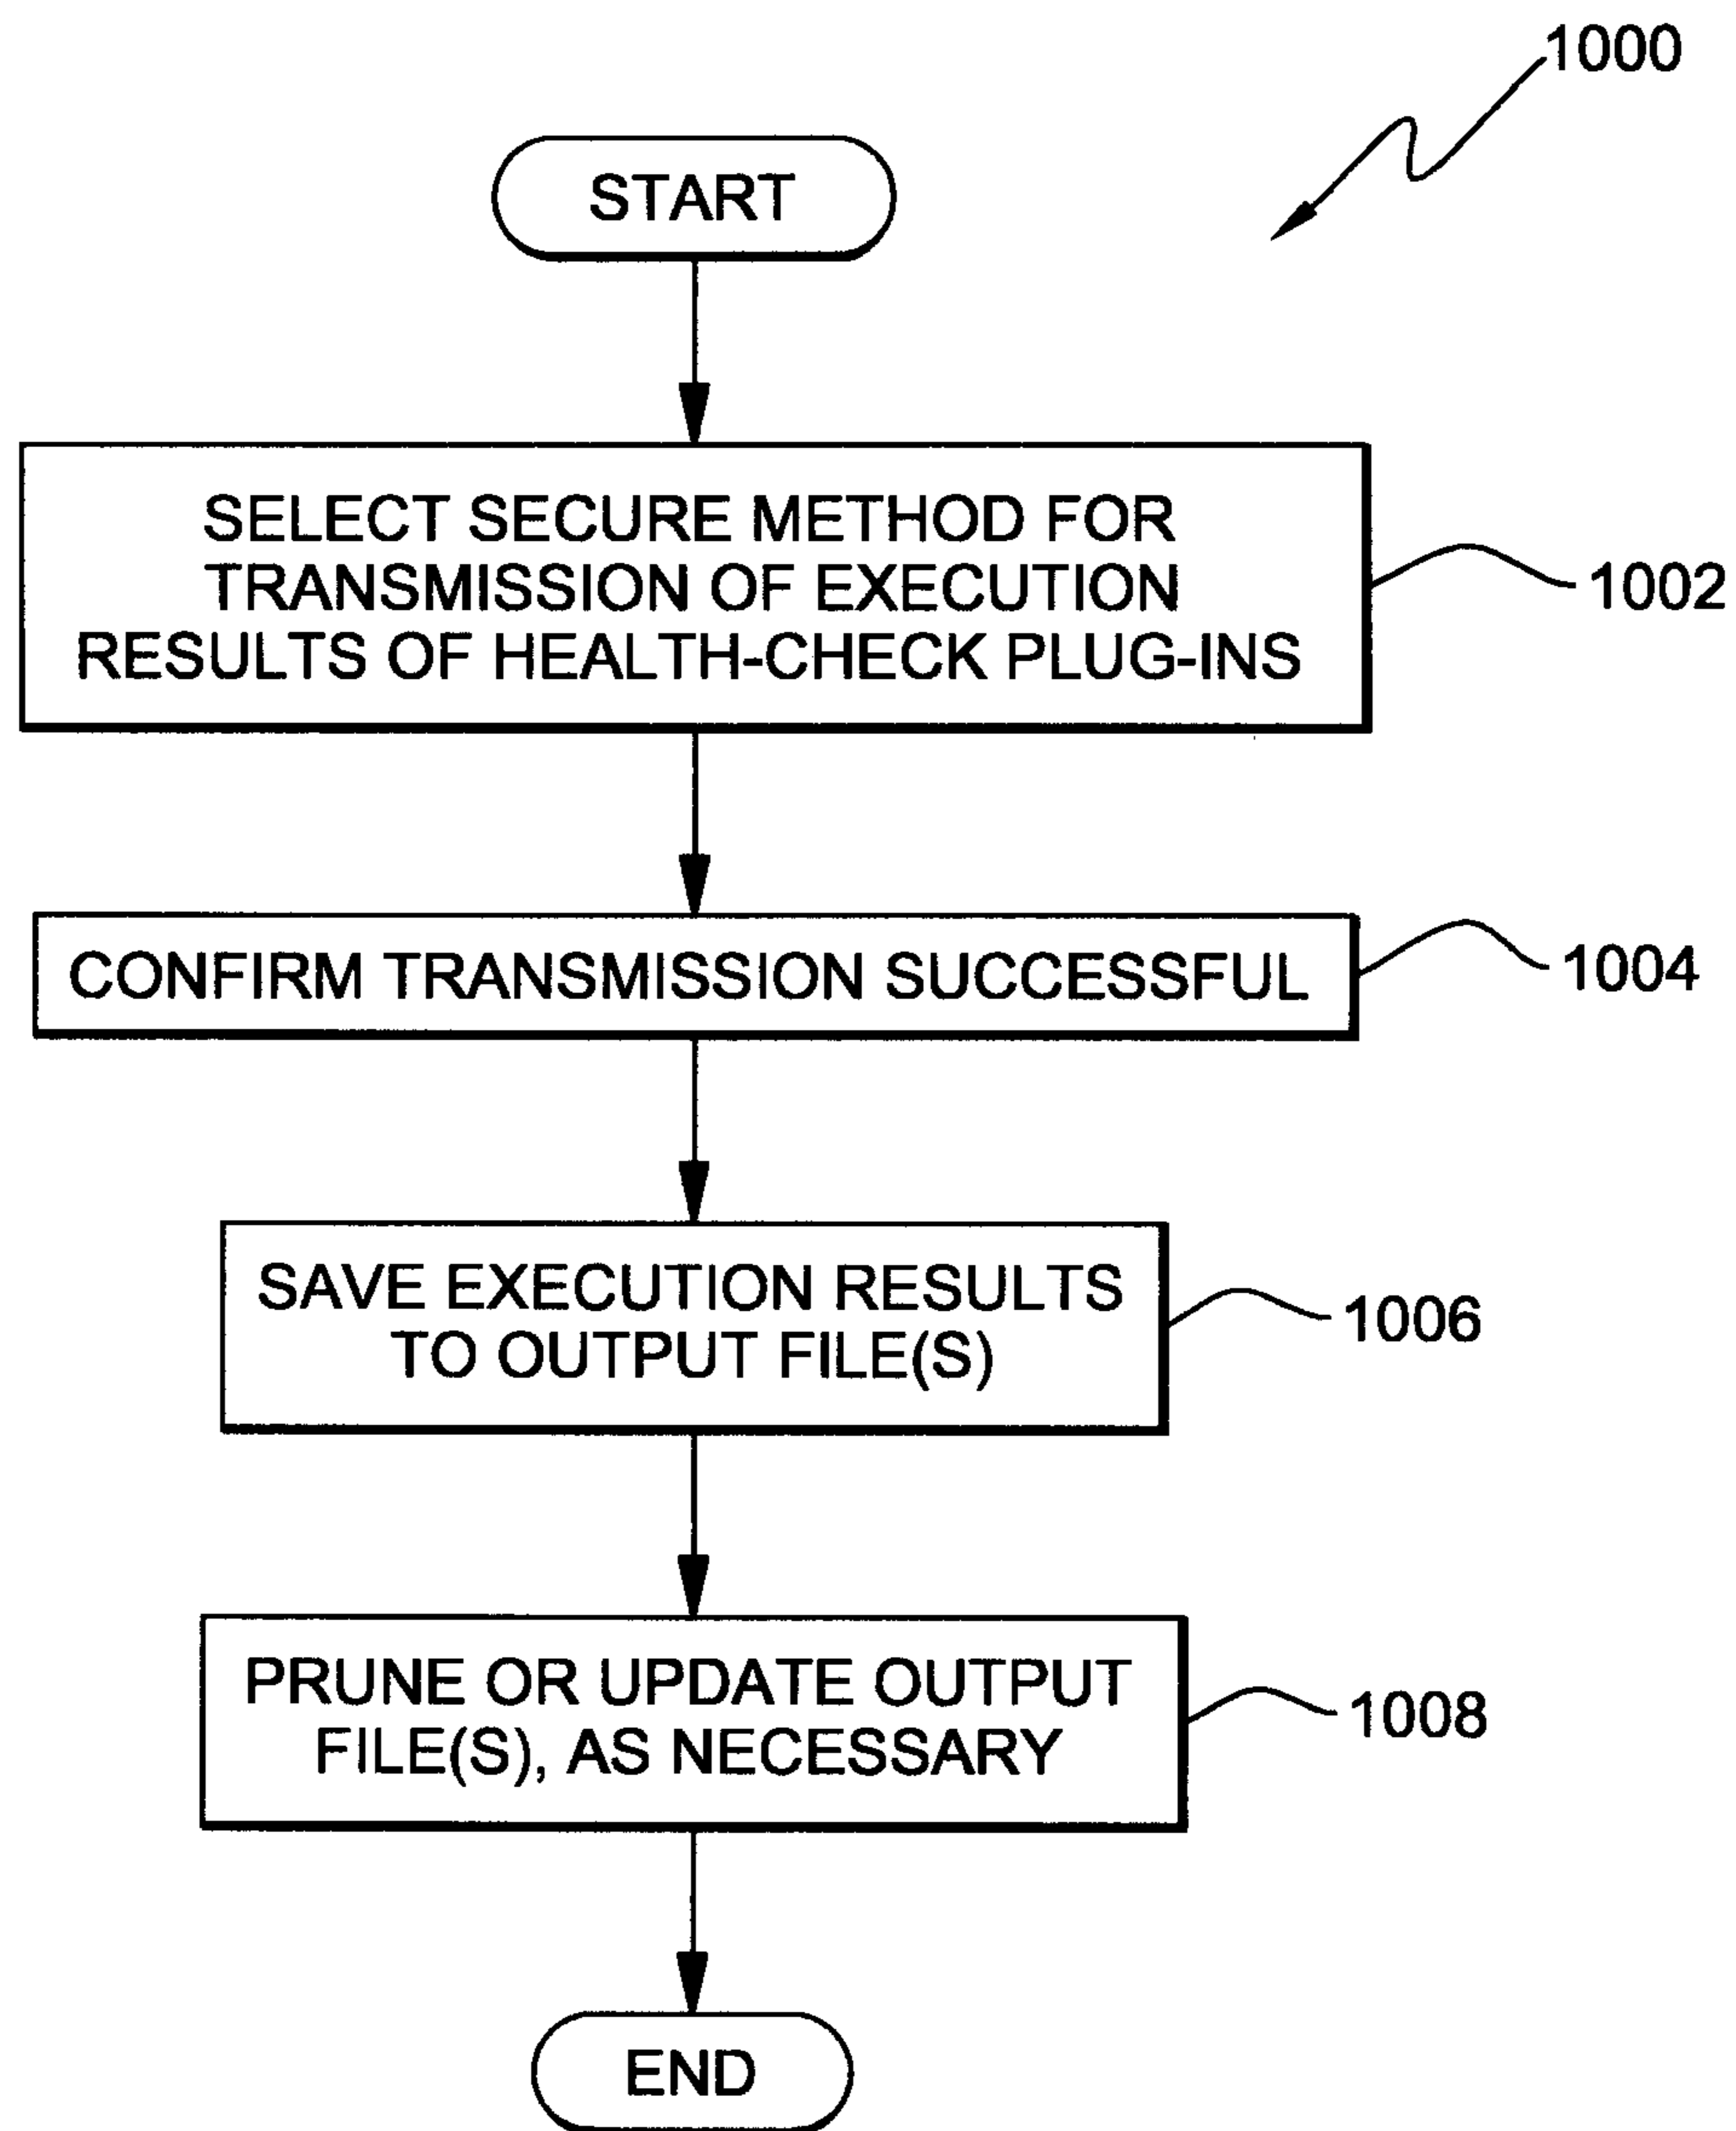 1000
START
SELECT SECURE METHOD FOR
TRANSMISSION OF EXECUTION
RESULTS OF HEALTH-CHECK PLUG-INS
1002
CONFIRM TRANSMISSION SUCCESSFUL
1004
SAVE EXECUTION RESULTS
TO OUTPUT FILE(S)
1006
PRUNE OR UPDATE OUTPUT
FILE(S), AS NECESSARY
1008
END